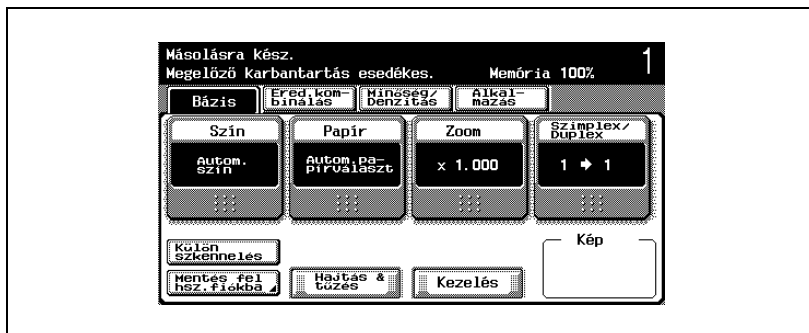 Másolásra kész.
1
Megelőző karbantartás esedékes. Memória 100%
Bázis
Ered.kom-
binálás
Minőség/
Denzitás
Alkal-
mazás
Szín
Papír
Zoom
Szimplex/
Duplex
Autom.
szín
Autom.pa-
pírválaszt
x 1.000
1 → 1
Külön
szkennelés
Kép
Mentés fel
hsz.fiókba
Hajtás &
tűzés
Kezelés